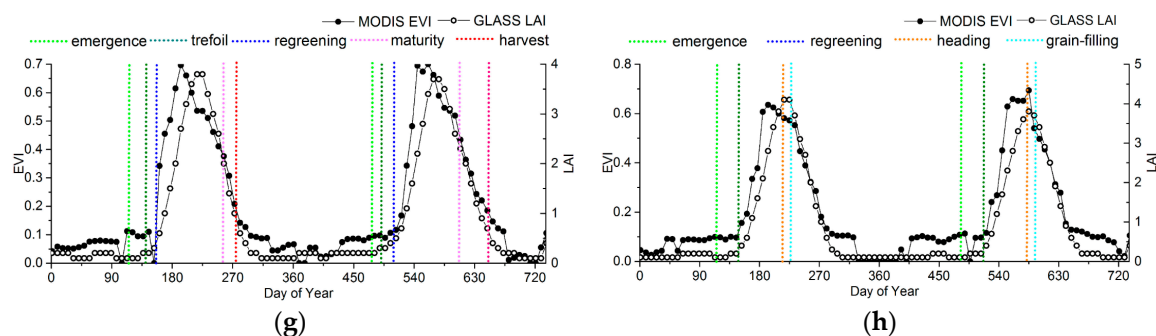 MODIS EVI GLASS LAI
emergence trefoil regreening maturity harvest
0.7
0.6
0.5
0.4
0.3
0.2
0.1
0.0
EVI
4
3
2
1
0
LAI
0 90 180 270 360 450 540 630 720
Day of Year
(g)
MODIS EVI GLASS LAI
emergence regreening heading grain-filling
0.8
0.6
0.4
0.2
0.0
EVI
5
4
3
2
1
0
LAI
0 90 180 270 360 450 540 630 720
Day of Year
(h)